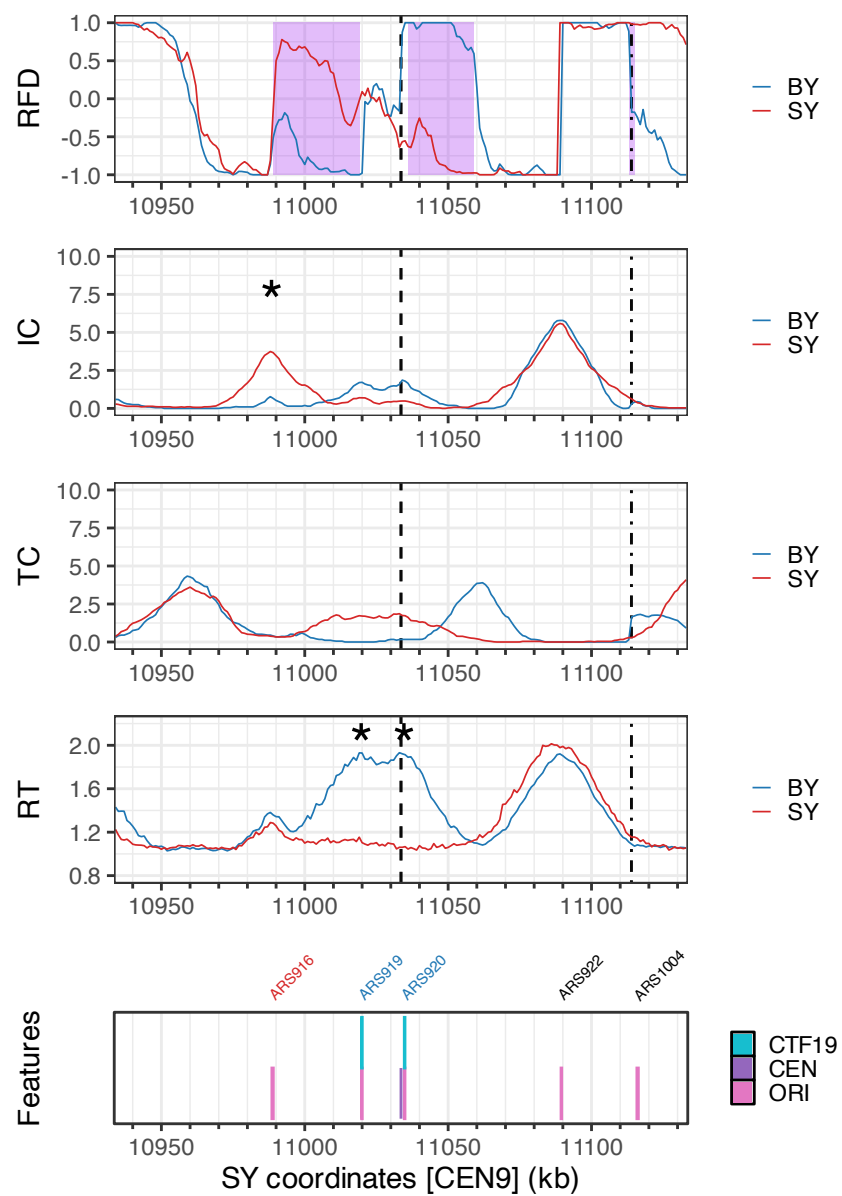 RFD
1.0
0.5
0.0
-0.5
-1.0
10950 11000 11050 11100
BY
SY
IC
10.0
7.5
5.0
2.5
0.0
*
10950 11000 11050 11100
BY
SY
TC
10.0
7.5
5.0
2.5
0.0
10950 11000 11050 11100
BY
SY
RT
2.0
1.6
1.2
0.8
* *
10950 11000 11050 11100
BY
SY
ARS916 ARS919 ARS920 ARS922 ARS1004
Features
CTF19
CEN
ORI
10950 11000 11050 11100
SY coordinates [CEN9] (kb)